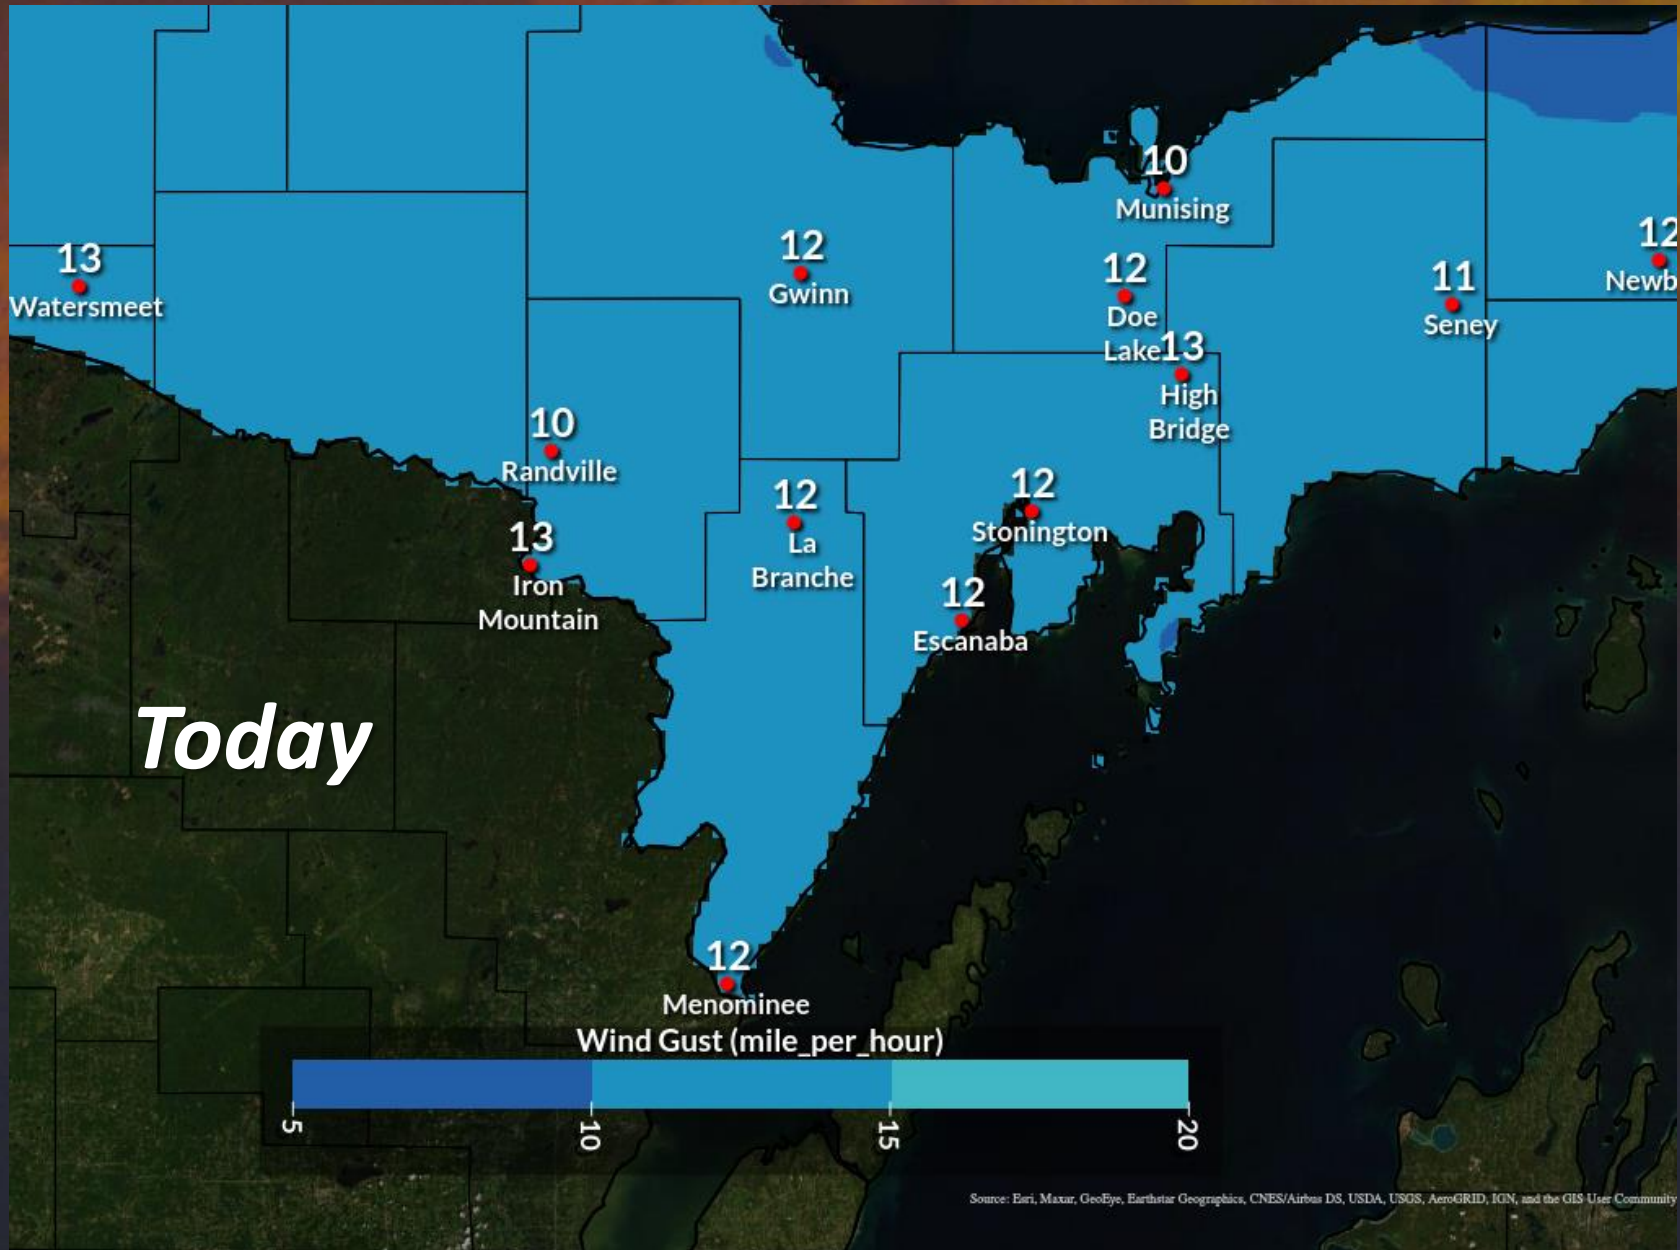 10
Munising
13
Watersmeet
12
Gwinn
12
Doe
Lake
11
Seney
12
Newb
13
High
Bridge
10
Randville
12
La
Branche
12
Stonington
13
Iron
Mountain
12
Escanaba
Today
12
Menominee
Wind Gust (mile_per_hour)
5
10
15
20
Source: Esri, Maxar, GeoEye, Earthstar Geographics, CNES/Airbus DS, USDA, USGS, AeroGRID, IGN, and the GIS User Community